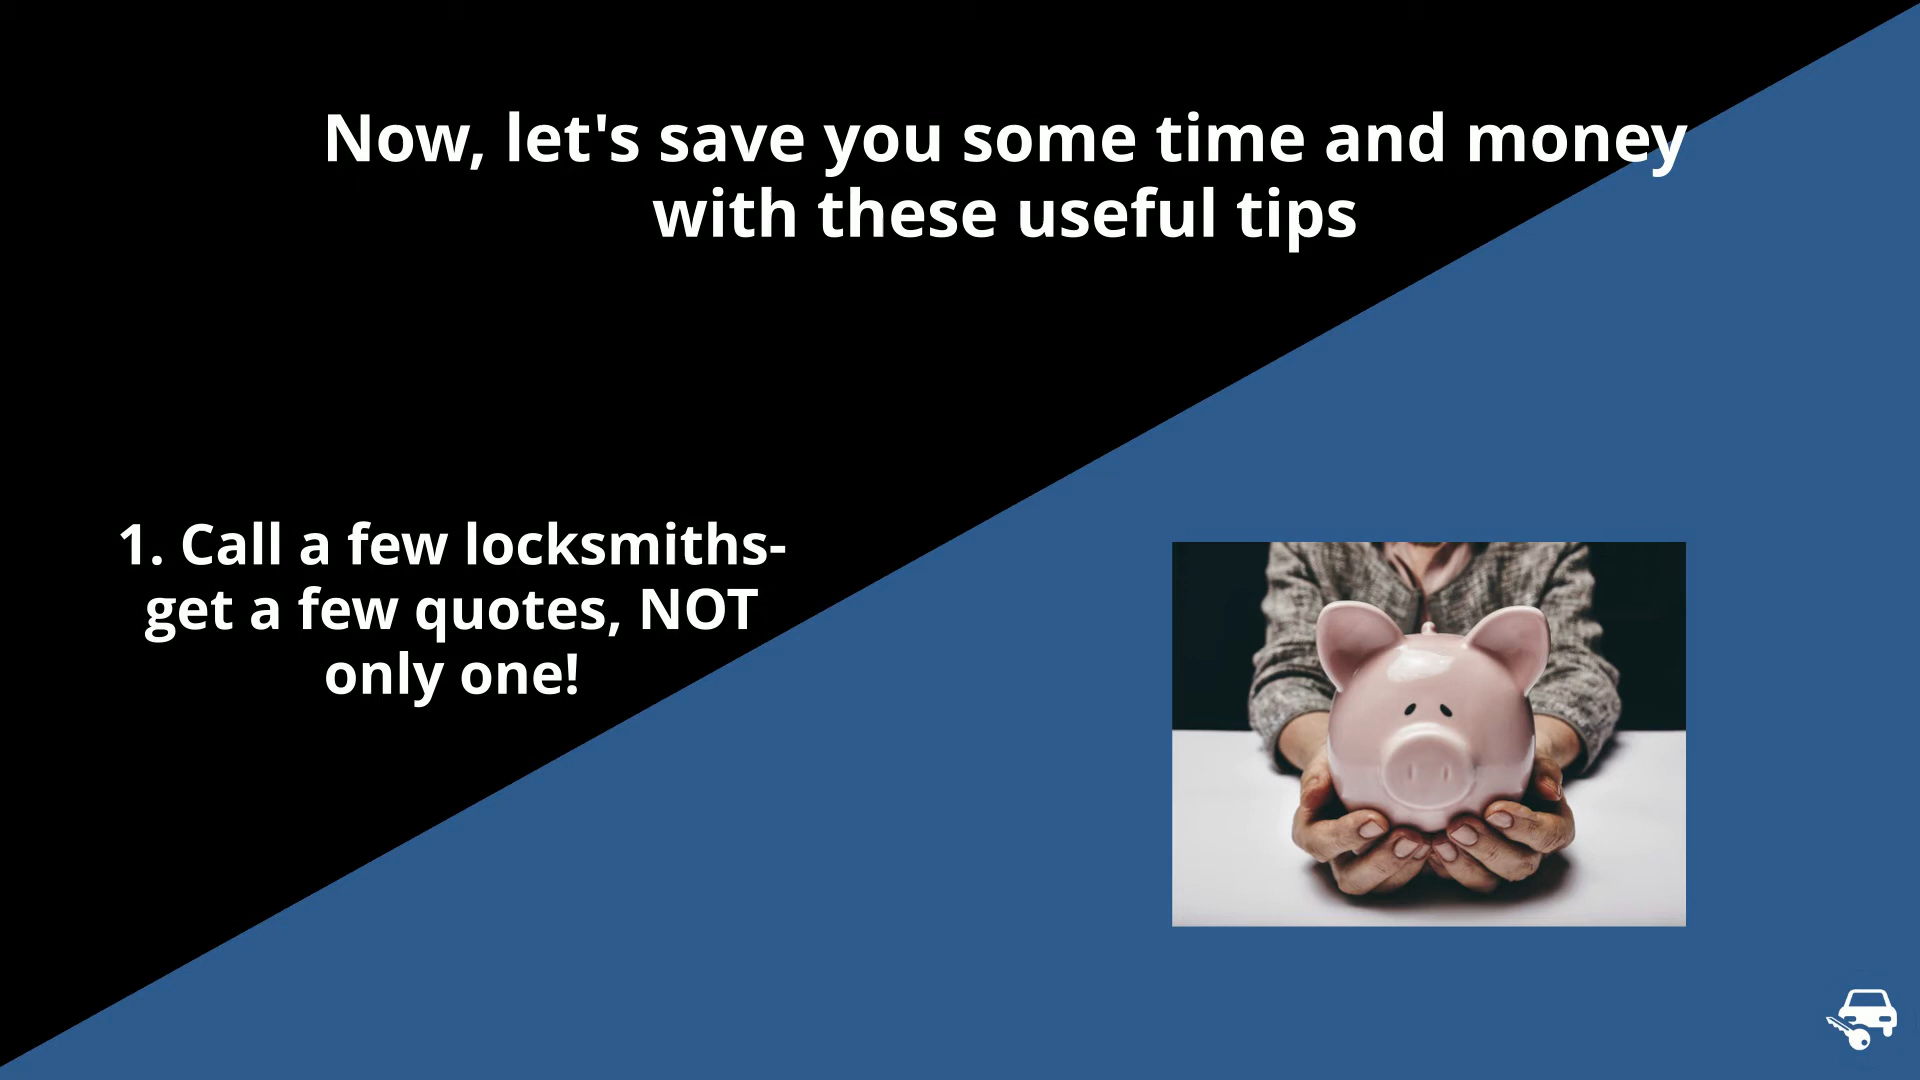 Now, let's save you some time and money
with these useful tips
1. Call a few locksmiths-
get a few quotes, NOT
only one!